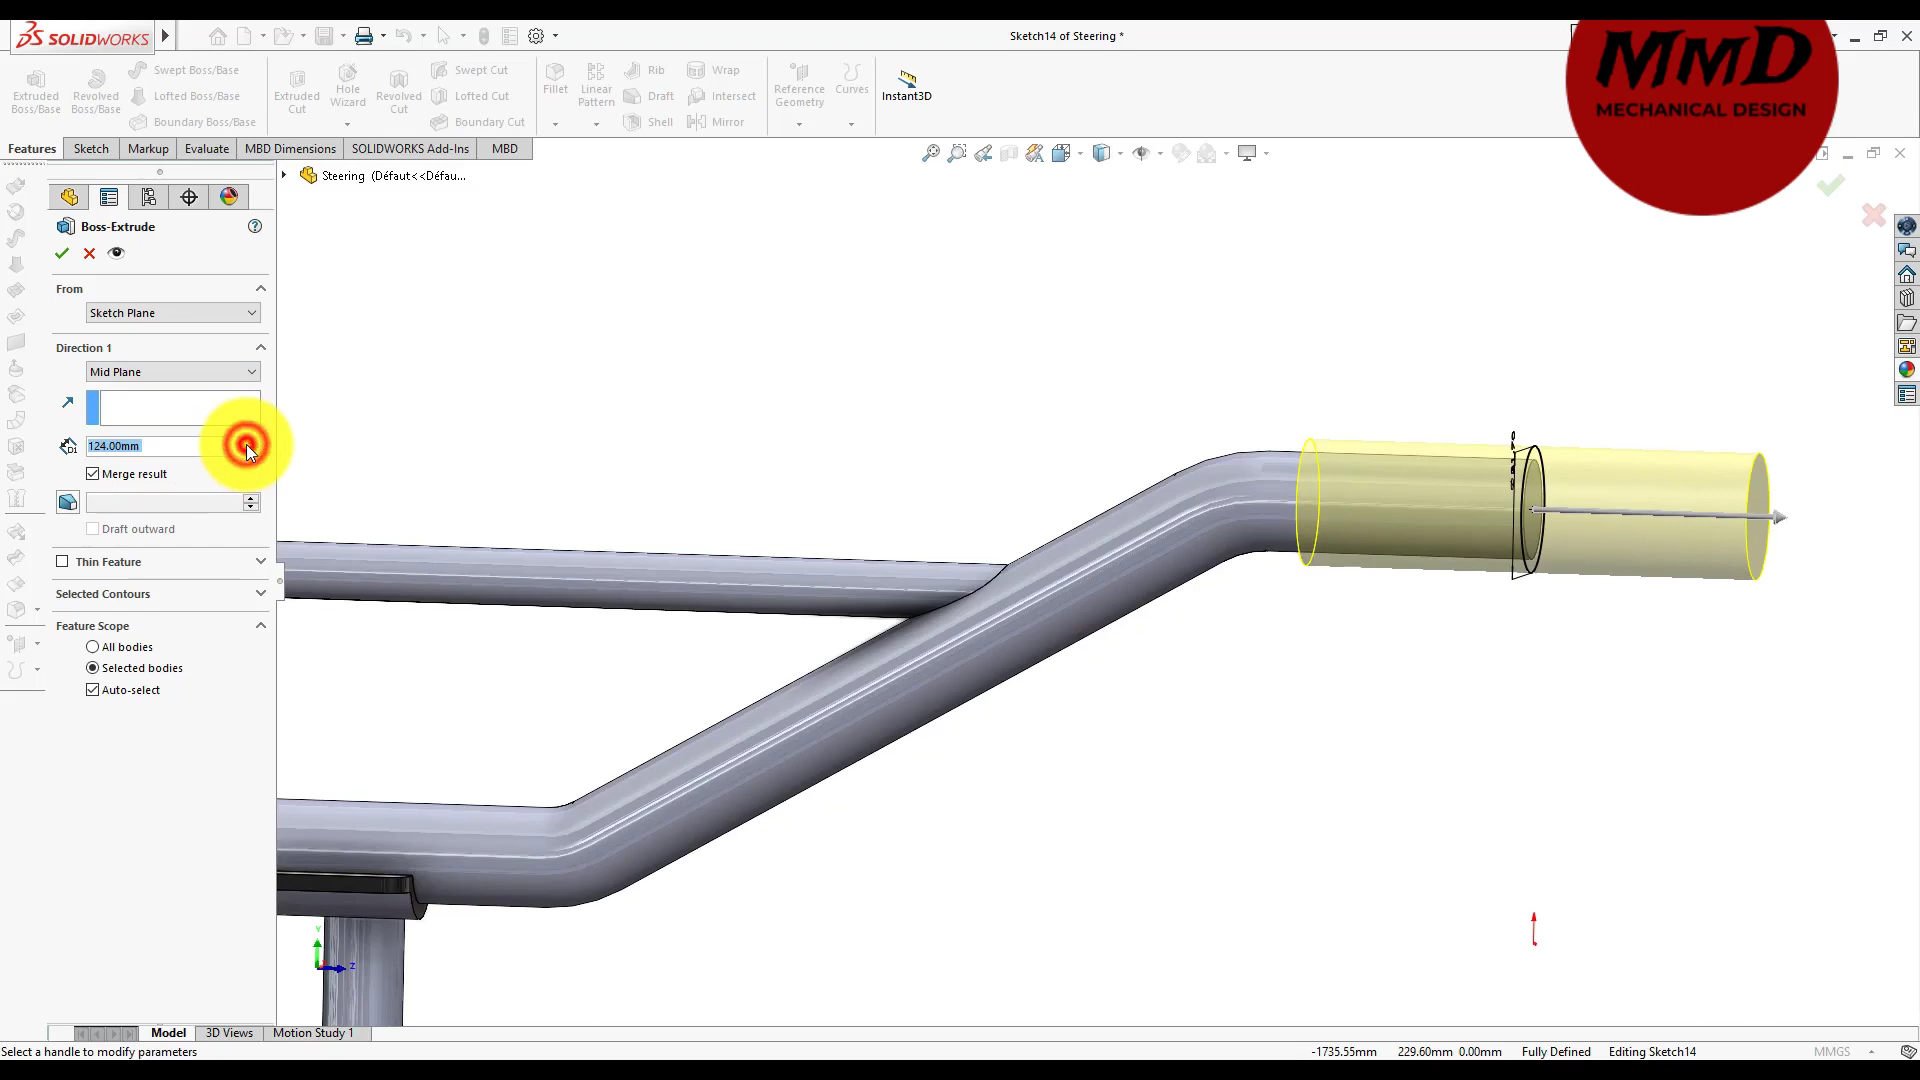 SOLIDWORKS
Sketch14 of Steering *
MMD
MECHANICAL DESIGN
Extruded Boss/Base
Revolved Boss/Base
Swept Boss/Base
Lofted Boss/Base
Boundary Boss/Base
Extruded Cut
Hole Wizard
Revolved Cut
Swept Cut
Lofted Cut
Boundary Cut
Fillet
Linear Pattern
Rib
Draft
Shell
Wrap
Intersect
Mirror
Reference Geometry
Curves
Instant3D
Features
Sketch
Markup
Evaluate
MBD Dimensions
SOLIDWORKS Add-Ins
MBD
Steering (Défaut<<Défau...
Boss-Extrude
From
Sketch Plane
Direction 1
Mid Plane
D1
124.00mm
Merge result
Draft outward
Thin Feature
Selected Contours
Feature Scope
All bodies
Selected bodies
Auto-select
Y
Z
Model
3D Views
Motion Study 1
Select a handle to modify parameters
-1735.55mm
229.60mm 0.00mm
Fully Defined
Editing Sketch14
MMGS